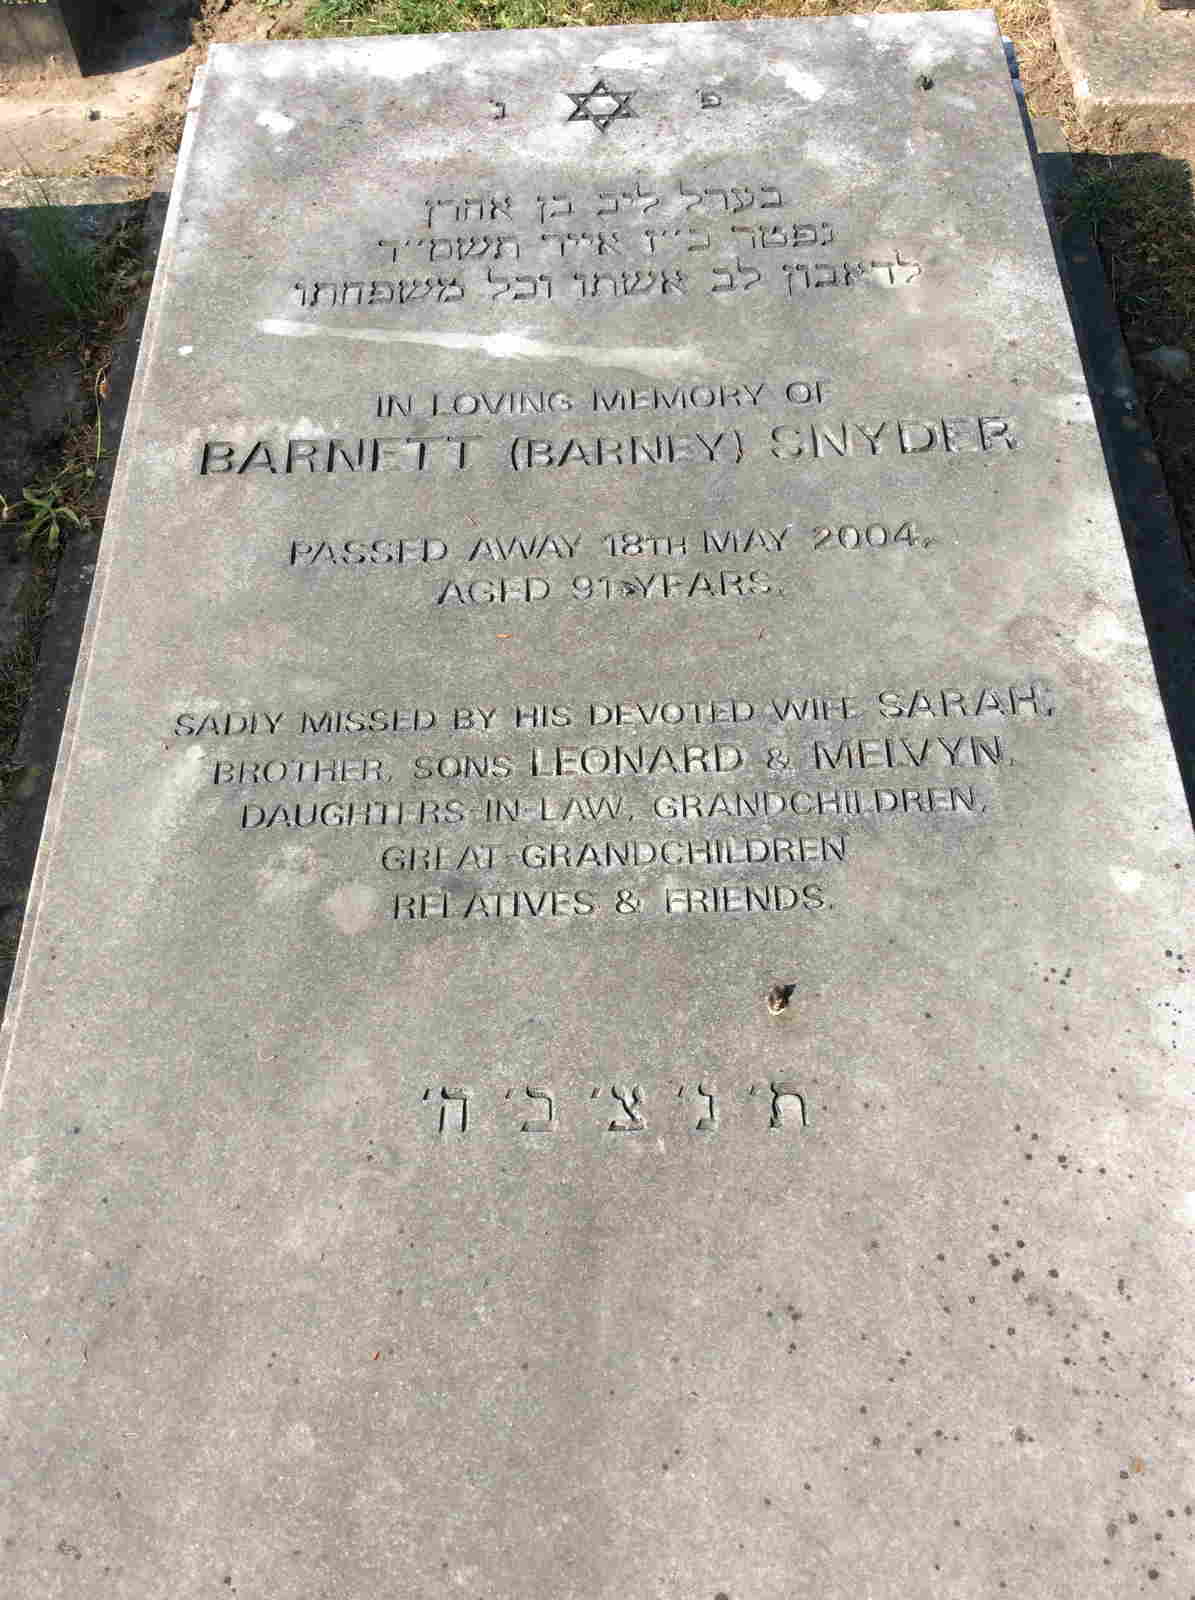 פ נ
בערל ליב בן אהרן
נפטר כ״ז אייר תשס״ד
לדאבון לב אשתו וכל משפחתו
IN LOVING MEMORY OF
BARNETT (BARNEY) SNYDER
PASSED AWAY 18TH MAY 2004,
AGED 91 YEARS.
SADLY MISSED BY HIS DEVOTED WIFE SARAH,
BROTHER, SONS LEONARD & MELVYN,
DAUGHTERS-IN-LAW, GRANDCHILDREN,
GREAT-GRANDCHILDREN
RELATIVES & FRIENDS.
ת׳ נ׳ צ׳ ב׳ ה׳